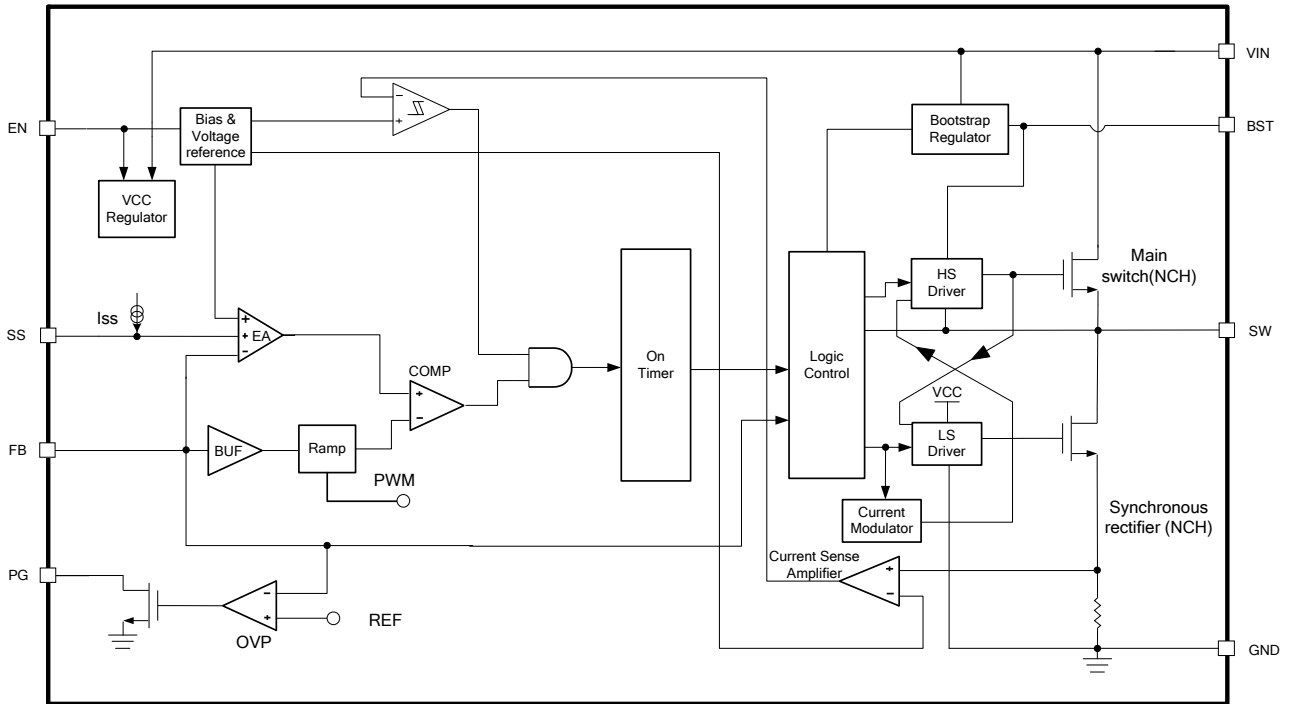 VIN
EN
Bias &
Voltage
reference
-
+
Bootstrap
Regulator
BST
VCC
Regulator
Main
switch(NCH)
HS
Driver
Iss
SS
+
+
-
EA
On
Timer
Logic
Control
SW
COMP
+
-
VCC
LS
Driver
FB
BUF
Ramp
PWM
Current
Modulator
Synchronous
rectifier (NCH)
Current Sense
Amplifier
+
-
PG
-
+
REF
OVP
GND